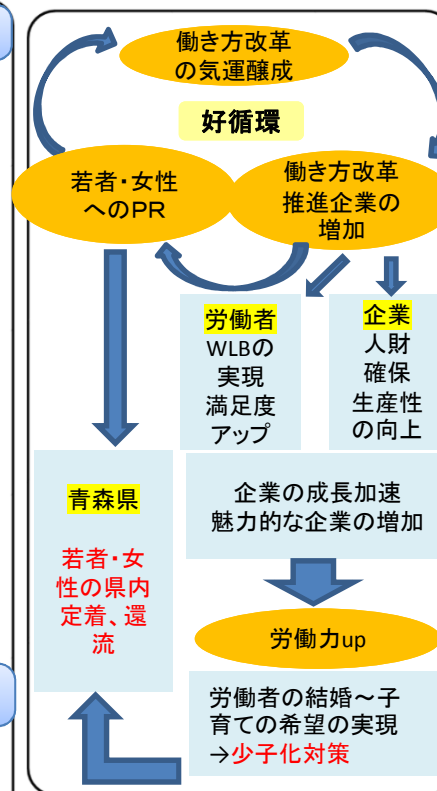 働き方改革
の気運醸成
好循環
若者・女性
へのPR
働き方改革
推進企業の
増加
労働者
WLBの
実現
満足度
アップ
企業
人財
確保
生産性
の向上
青森県
若者・女
性の県内
定着、還
流
企業の成長加速
魅力的な企業の増加
労働力up
労働者の結婚～子
育ての希望の実現
→少子化対策